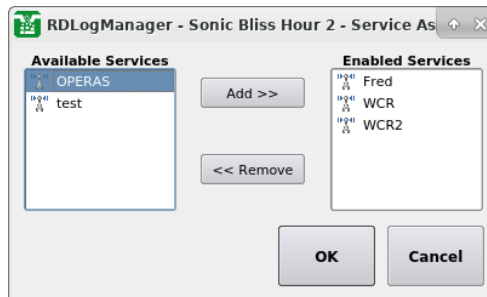 RDLogManager - Sonic Bliss Hour 2 - Service As
Available Services
Enabled Services
OPERAS
test
Add >>
<< Remove
Fred
WCR
WCR2
OK
Cancel